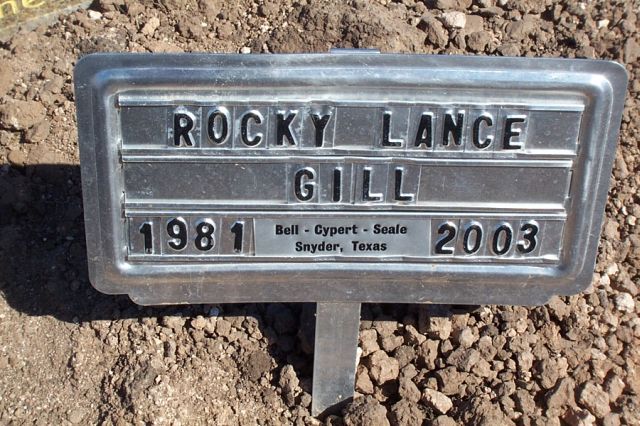 ROCKY LANCE
GILL
1981 Bell - Cypert - Seale 2003
Snyder, Texas